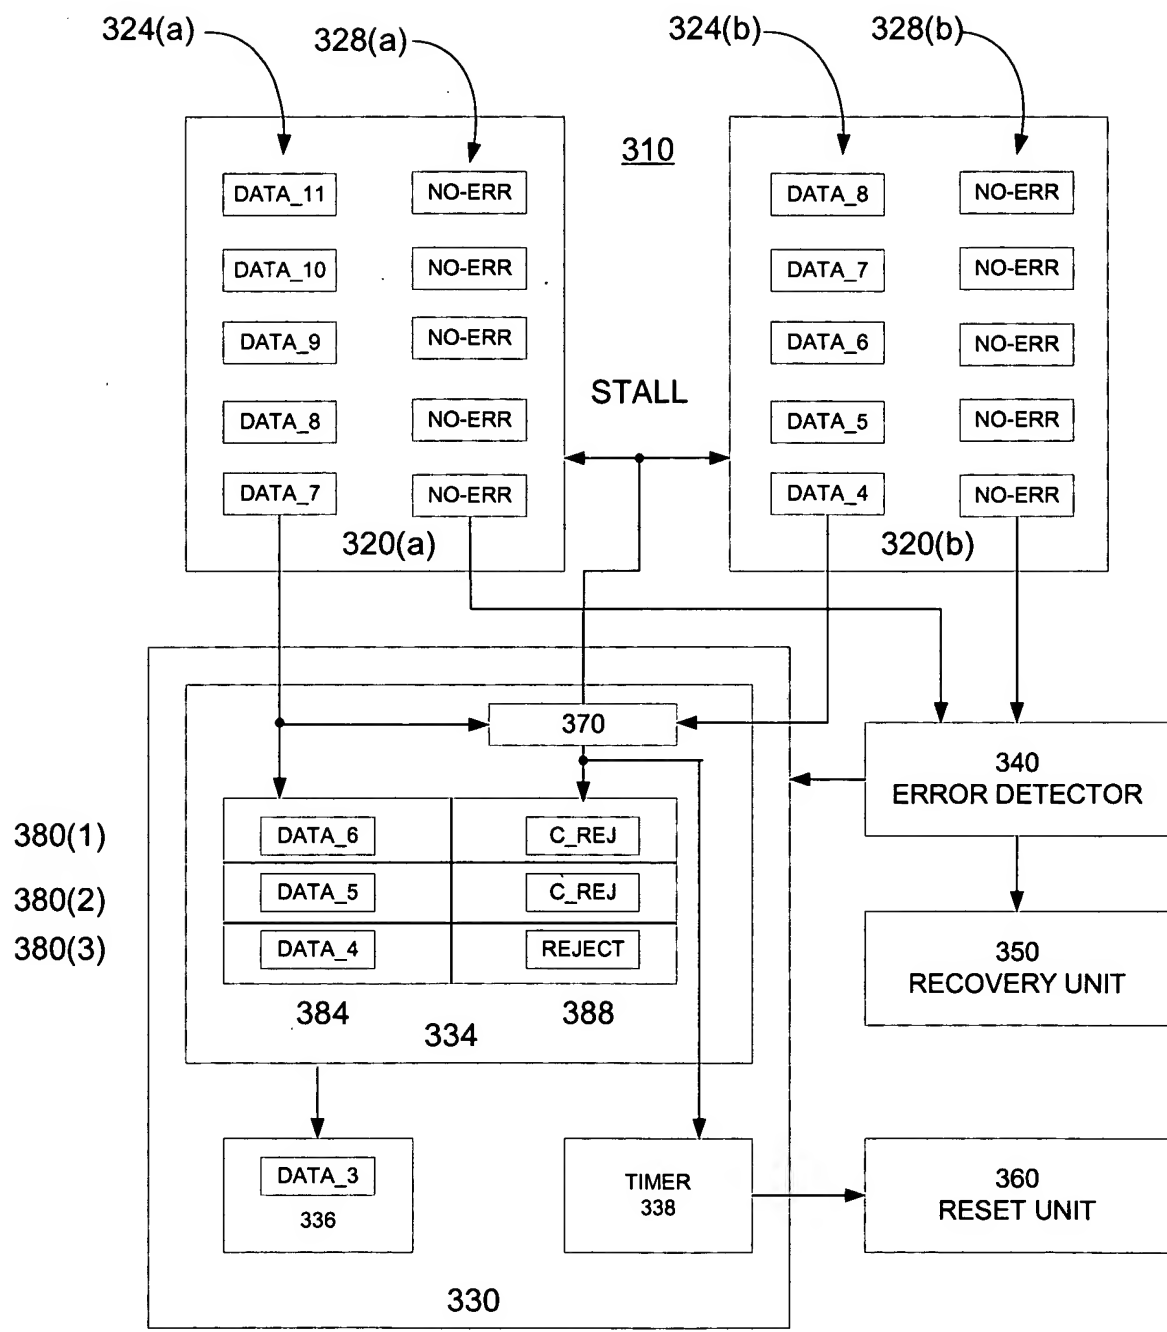 324(a)
328(a)
324(b)
328(b)
310
DATA_11
NO-ERR
DATA_8
NO-ERR
DATA_10
NO-ERR
DATA_7
NO-ERR
DATA_9
NO-ERR
DATA_6
NO-ERR
STALL
DATA_8
NO-ERR
DATA_5
NO-ERR
DATA_7
NO-ERR
DATA_4
NO-ERR
320(a)
320(b)
370
340
ERROR DETECTOR
380(1)
DATA_6
C_REJ
380(2)
DATA_5
C_REJ
380(3)
DATA_4
REJECT
350
RECOVERY UNIT
384
388
334
DATA_3
336
TIMER
338
360
RESET UNIT
330